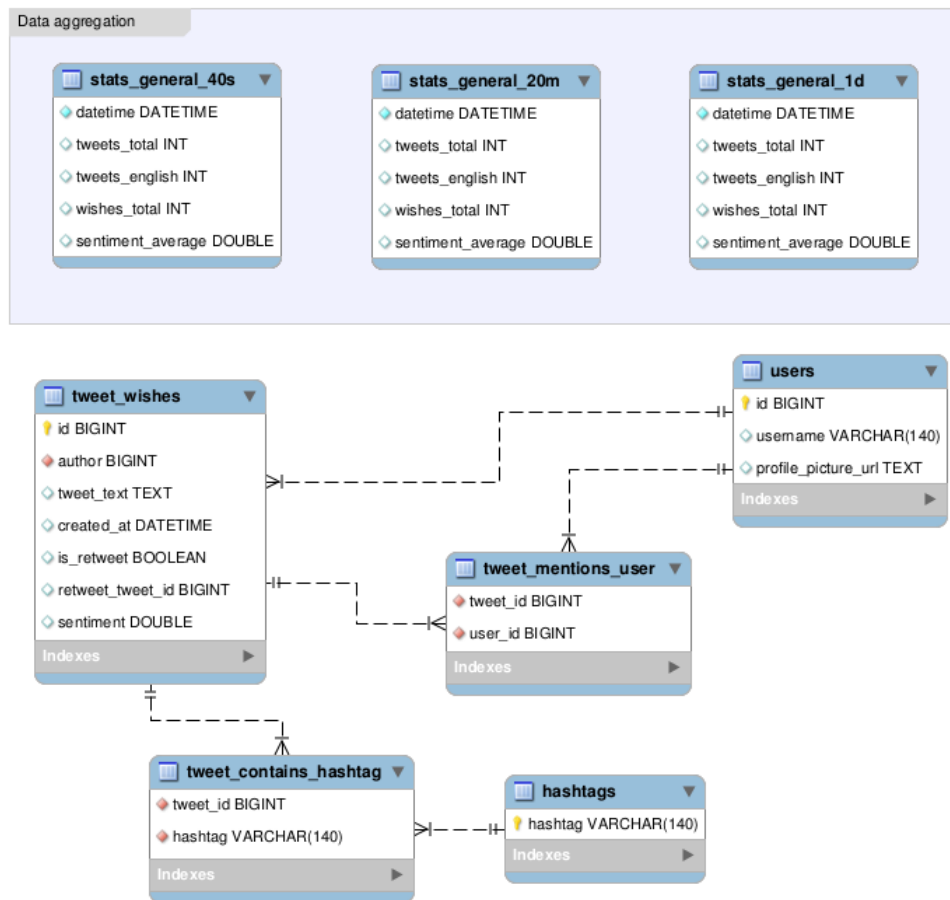 Data aggregation
stats_general_40s
datetime DATETIME
tweets_total INT
tweets_english INT
wishes_total INT
sentiment_average DOUBLE
stats_general_20m
datetime DATETIME
tweets_total INT
tweets_english INT
wishes_total INT
sentiment_average DOUBLE
stats_general_1d
datetime DATETIME
tweets_total INT
tweets_english INT
wishes_total INT
sentiment_average DOUBLE
tweet_wishes
id BIGINT
author BIGINT
tweet_text TEXT
created_at DATETIME
is_retweet BOOLEAN
retweet_tweet_id BIGINT
sentiment DOUBLE
Indexes
users
id BIGINT
username VARCHAR(140)
profile_picture_url TEXT
Indexes
tweet_mentions_user
tweet_id BIGINT
user_id BIGINT
Indexes
tweet_contains_hashtag
tweet_id BIGINT
hashtag VARCHAR(140)
Indexes
hashtags
hashtag VARCHAR(140)
Indexes